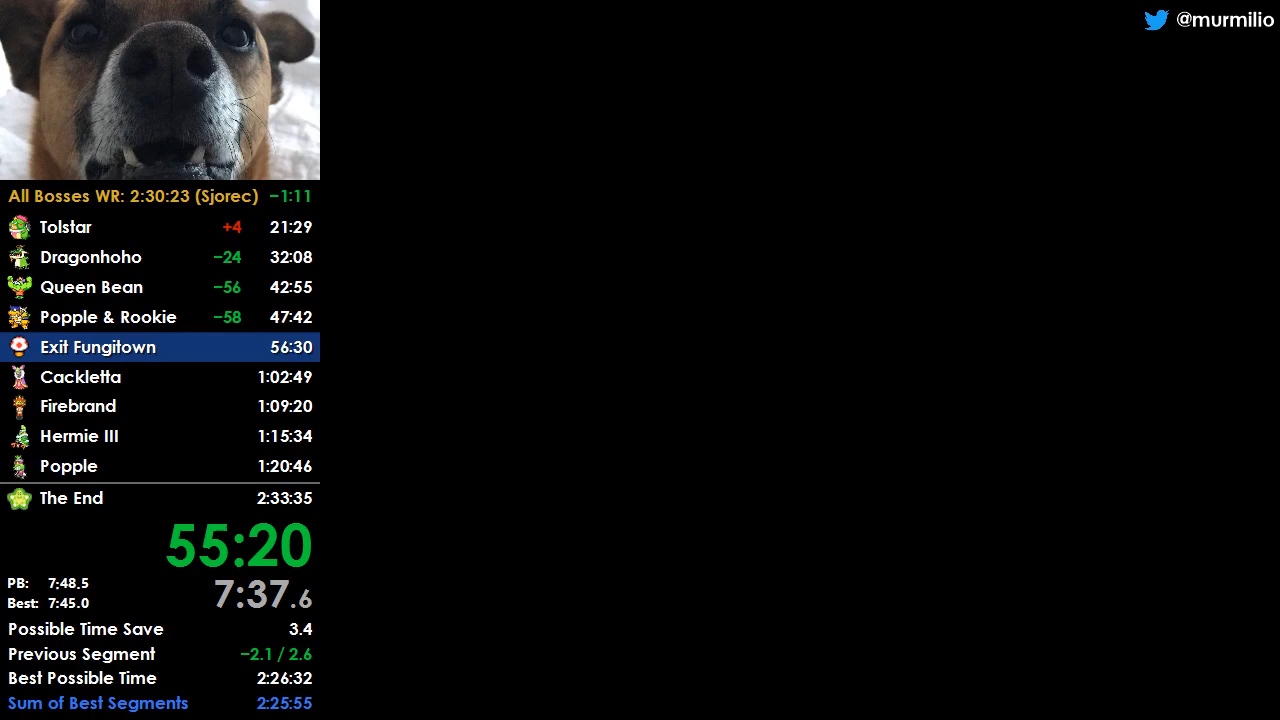 @murmilio
All Bosses WR: 2:30:23 (Sjorec) −1:11
Tolstar +4 21:29
Dragonhoho −24 32:08
Queen Bean −56 42:55
Popple & Rookie −58 47:42
Exit Fungitown 56:30
Cackletta 1:02:49
Firebrand 1:09:20
Hermie III 1:15:34
Popple 1:20:46
The End 2:33:35
55:20
PB: 7:48.5
Best: 7:45.0
7:37.6
Possible Time Save 3.4
Previous Segment −2.1 / 2.6
Best Possible Time 2:26:32
Sum of Best Segments 2:25:55